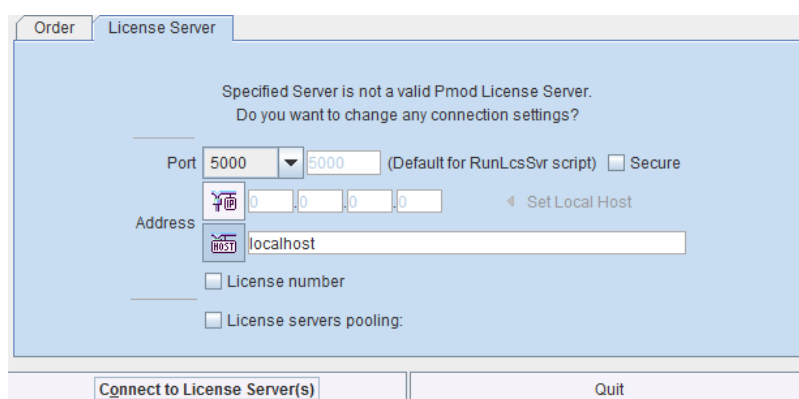 Order License Server
Specified Server is not a valid Pmod License Server.
Do you want to change any connection settings?
Port 5000 5000 (Default for RunLcsSvr script) Secure
IP 0 .0 .0 .0 Set Local Host
Address
HOST localhost
License number
License servers pooling:
Connect to License Server(s) Quit